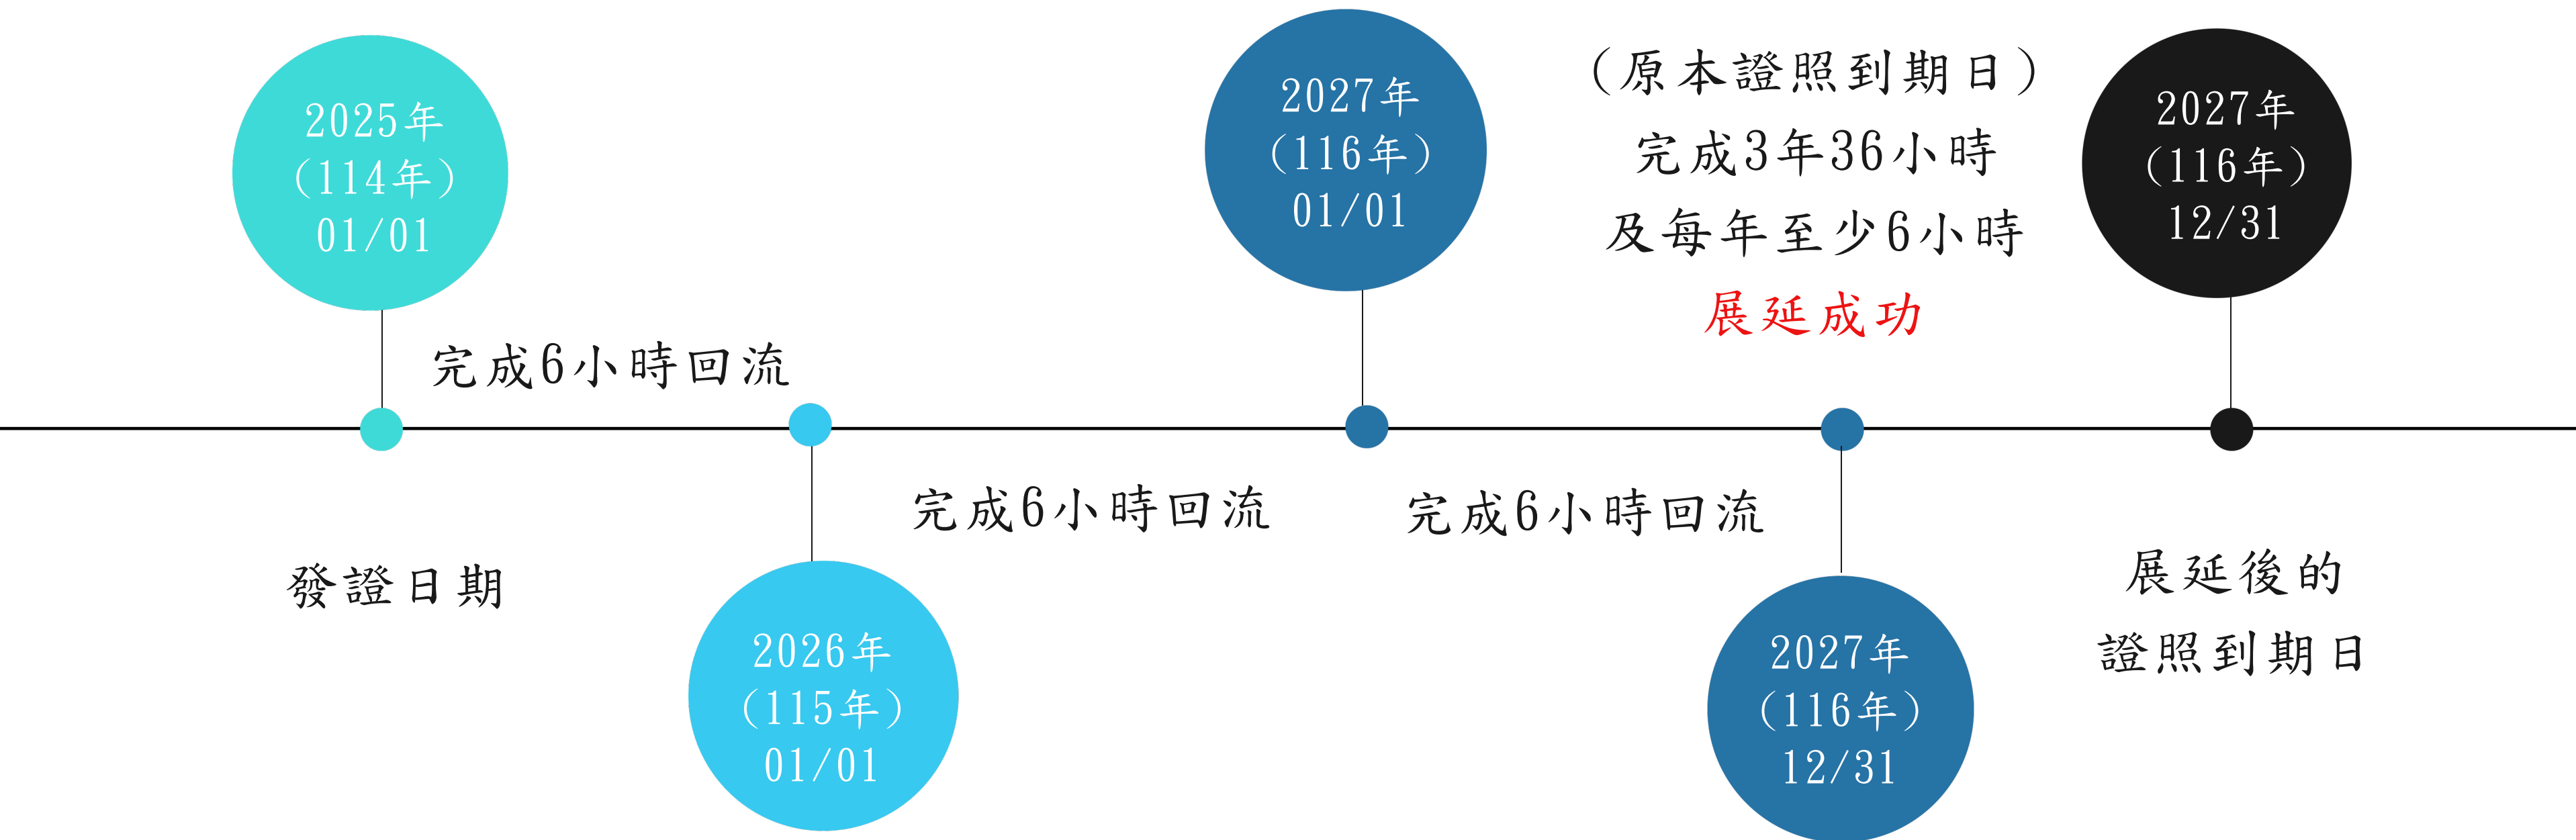 2025年
（114年）
01/01
完成6小時回流
發證日期
2026年
（115年）
01/01
完成6小時回流
2027年
（116年）
01/01
完成6小時回流
（原本證照到期日）
完成3年36小時
及每年至少6小時
展延成功
2027年
（116年）
12/31
2027年
（116年）
12/31
展延後的
證照到期日